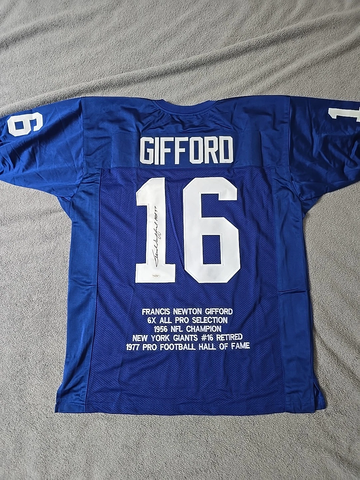 GIFFORD
16
16
1
FRANCIS NEWTON GIFFORD
6X ALL PRO SELECTION
1956 NFL CHAMPION
NEW YORK GIANTS #16 RETIRED
1977 PRO FOOTBALL HALL OF FAME